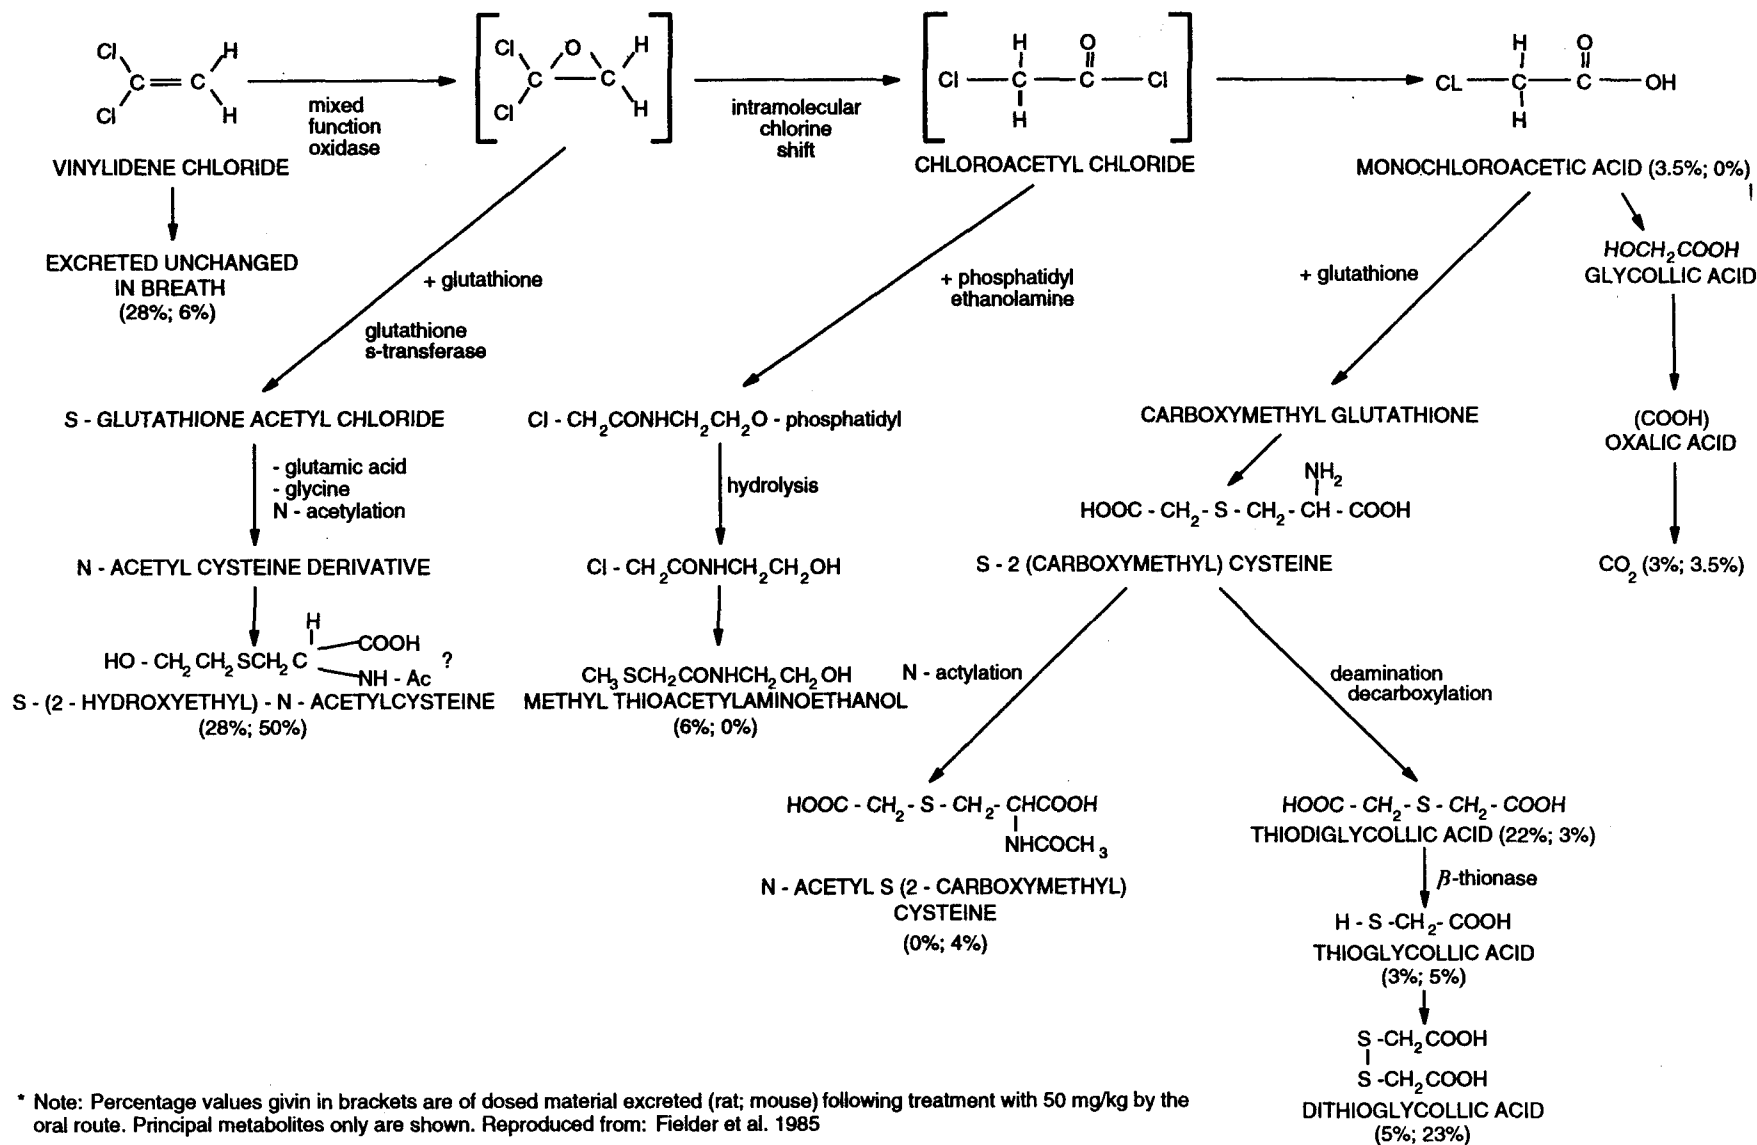 Cl
H
C = C
Cl
H
mixed
function
oxidase
VINYLIDENE CHLORIDE
EXCRETED UNCHANGED
IN BREATH
(28%; 6%)
Cl
O
H
C
C
Cl
H
intramolecular
chlorine
shift
H
O
Cl
C
C
Cl
H
CHLOROACETYL CHLORIDE
H
O
CL
C
C
OH
H
MONOCHLOROACETIC ACID (3.5%; 0%)
HOCH2COOH
GLYCOLLIC ACID
+ glutathione
glutathione
s-transferase
+ phosphatidyl
ethanolamine
+ glutathione
S - GLUTATHIONE ACETYL CHLORIDE
- glutamic acid
- glycine
N - acetylation
N - ACETYL CYSTEINE DERIVATIVE
H
COOH
HO - CH2CH2SCH2C
?
NH - Ac
S - (2 - HYDROXYETHYL) - N - ACETYLCYSTEINE
(28%; 50%)
Cl - CH2CONHCH2CH2O - phosphatidyl
hydrolysis
Cl - CH2CONHCH2CH2OH
CH3SCH2CONHCH2CH2OH
METHYL THIOACETYLAMINOETHANOL
(6%; 0%)
CARBOXYMETHYL GLUTATHIONE
NH2
HOOC - CH2- S - CH2- CH - COOH
S - 2 (CARBOXYMETHYL) CYSTEINE
(COOH)
OXALIC ACID
CO2 (3%; 3.5%)
N - actylation
deamination
decarboxylation
HOOC - CH2- S - CH2- CHCOOH
NHCOCH3
N - ACETYL S (2 - CARBOXYMETHYL)
CYSTEINE
(0%; 4%)
HOOC - CH2- S - CH2- COOH
THIODIGLYCOLLIC ACID (22%; 3%)
β-thionase
H - S -CH2- COOH
THIOGLYCOLLIC ACID
(3%; 5%)
S -CH2COOH
S -CH2COOH
DITHIOGLYCOLLIC ACID
(5%; 23%)
* Note: Percentage values givin in brackets are of dosed material excreted (rat; mouse) following treatment with 50 mg/kg by the
oral route. Principal metabolites only are shown. Reproduced from: Fielder et al. 1985